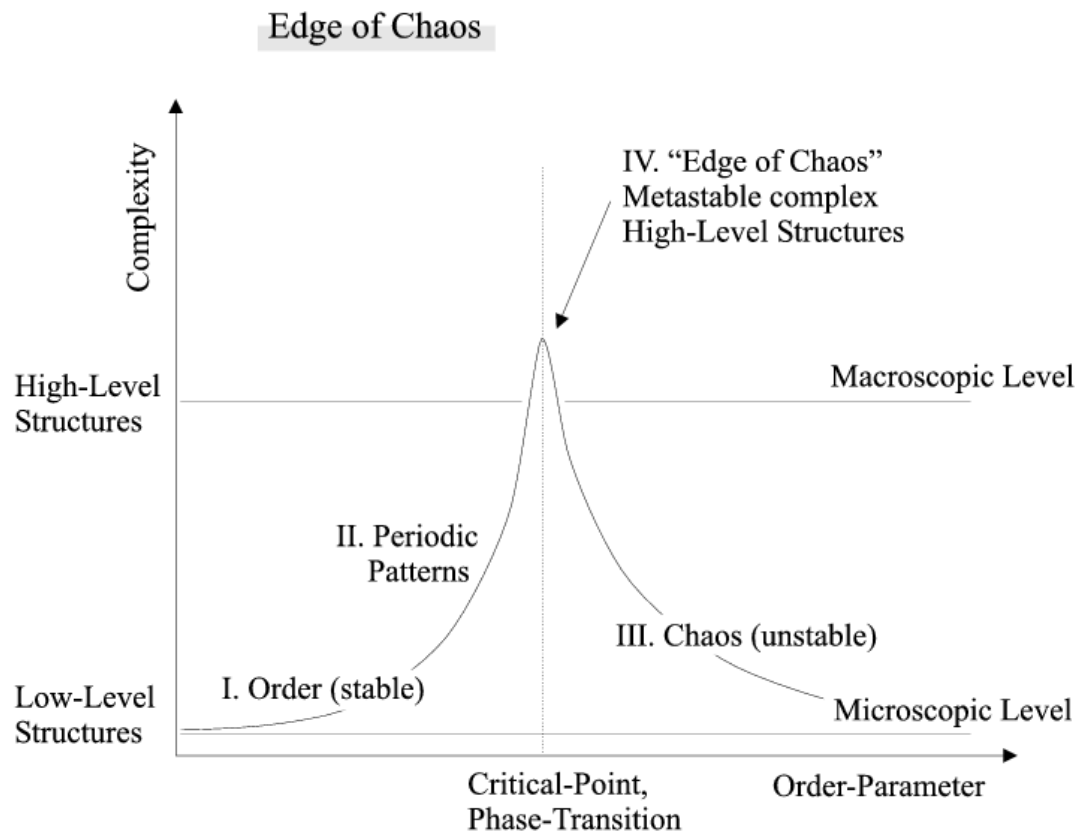 Edge of Chaos
Complexity
IV. “Edge of Chaos”
Metastable complex
High-Level Structures
High-Level
Structures
Macroscopic Level
II. Periodic
Patterns
III. Chaos (unstable)
I. Order (stable)
Low-Level
Structures
Microscopic Level
Critical-Point,
Phase-Transition
Order-Parameter